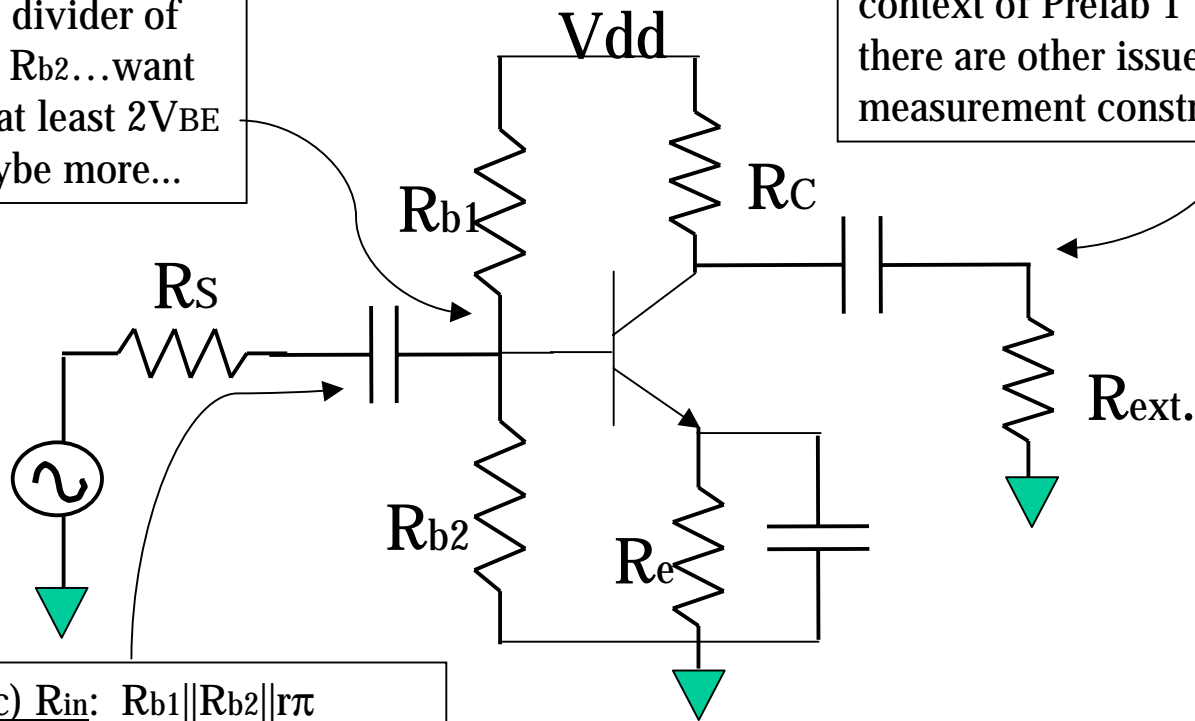 divider of
Rb2...want
at least 2VBE
ybe more...
Vdd
context of Prelab 1
there are other issue
measurement constr
Rb1
RC
RS
Rext.
Rb2
Re
c) Rin: Rb1||Rb2||rπ